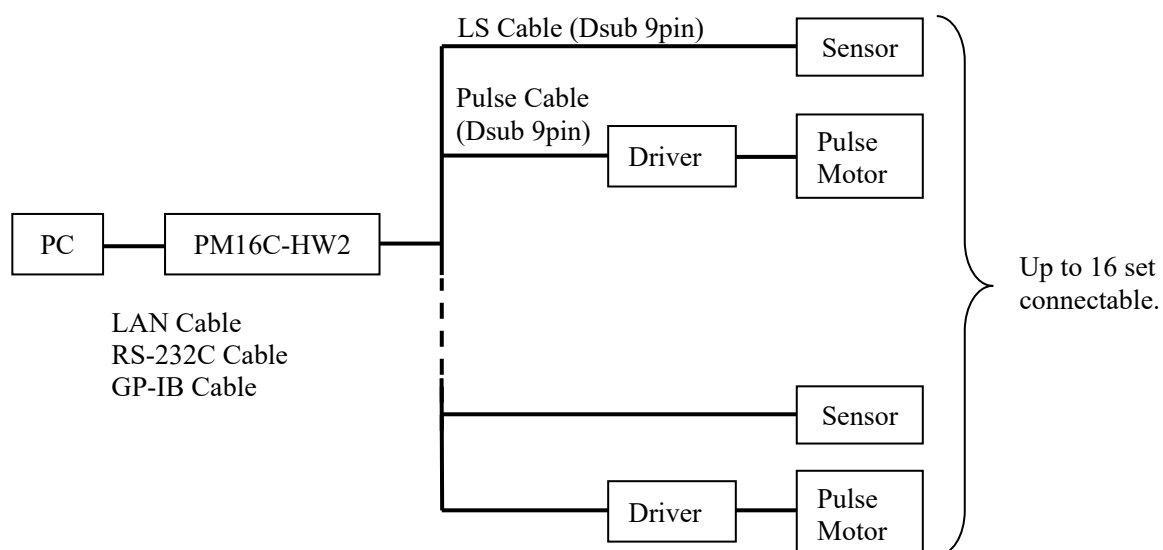 LS Cable (Dsub 9pin)
Sensor
Pulse Cable
(Dsub 9pin)
Driver
Pulse
Motor
PC
PM16C-HW2
Up to 16 set
connectable.
LAN Cable
RS-232C Cable
GP-IB Cable
Sensor
Driver
Pulse
Motor